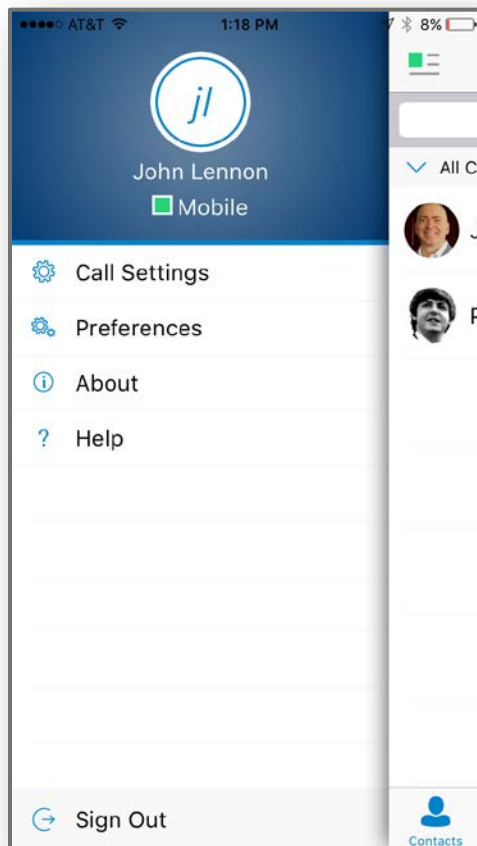 AT&T 1:18 PM 8%
jl
John Lennon
Mobile
Call Settings
Preferences
About
Help
Sign Out
All C
J
P
Contacts